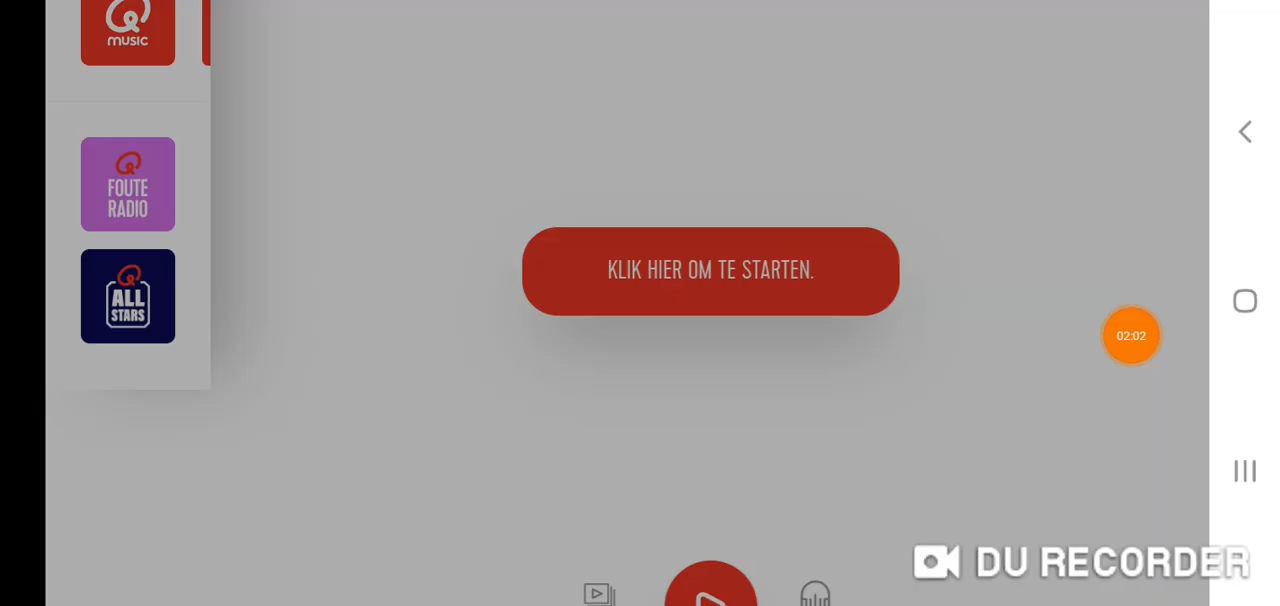 MUSIC
FOUTE
RADIO
ALL
STARS
KLIK HIER OM TE STARTEN.
02:02
DU RECORDER